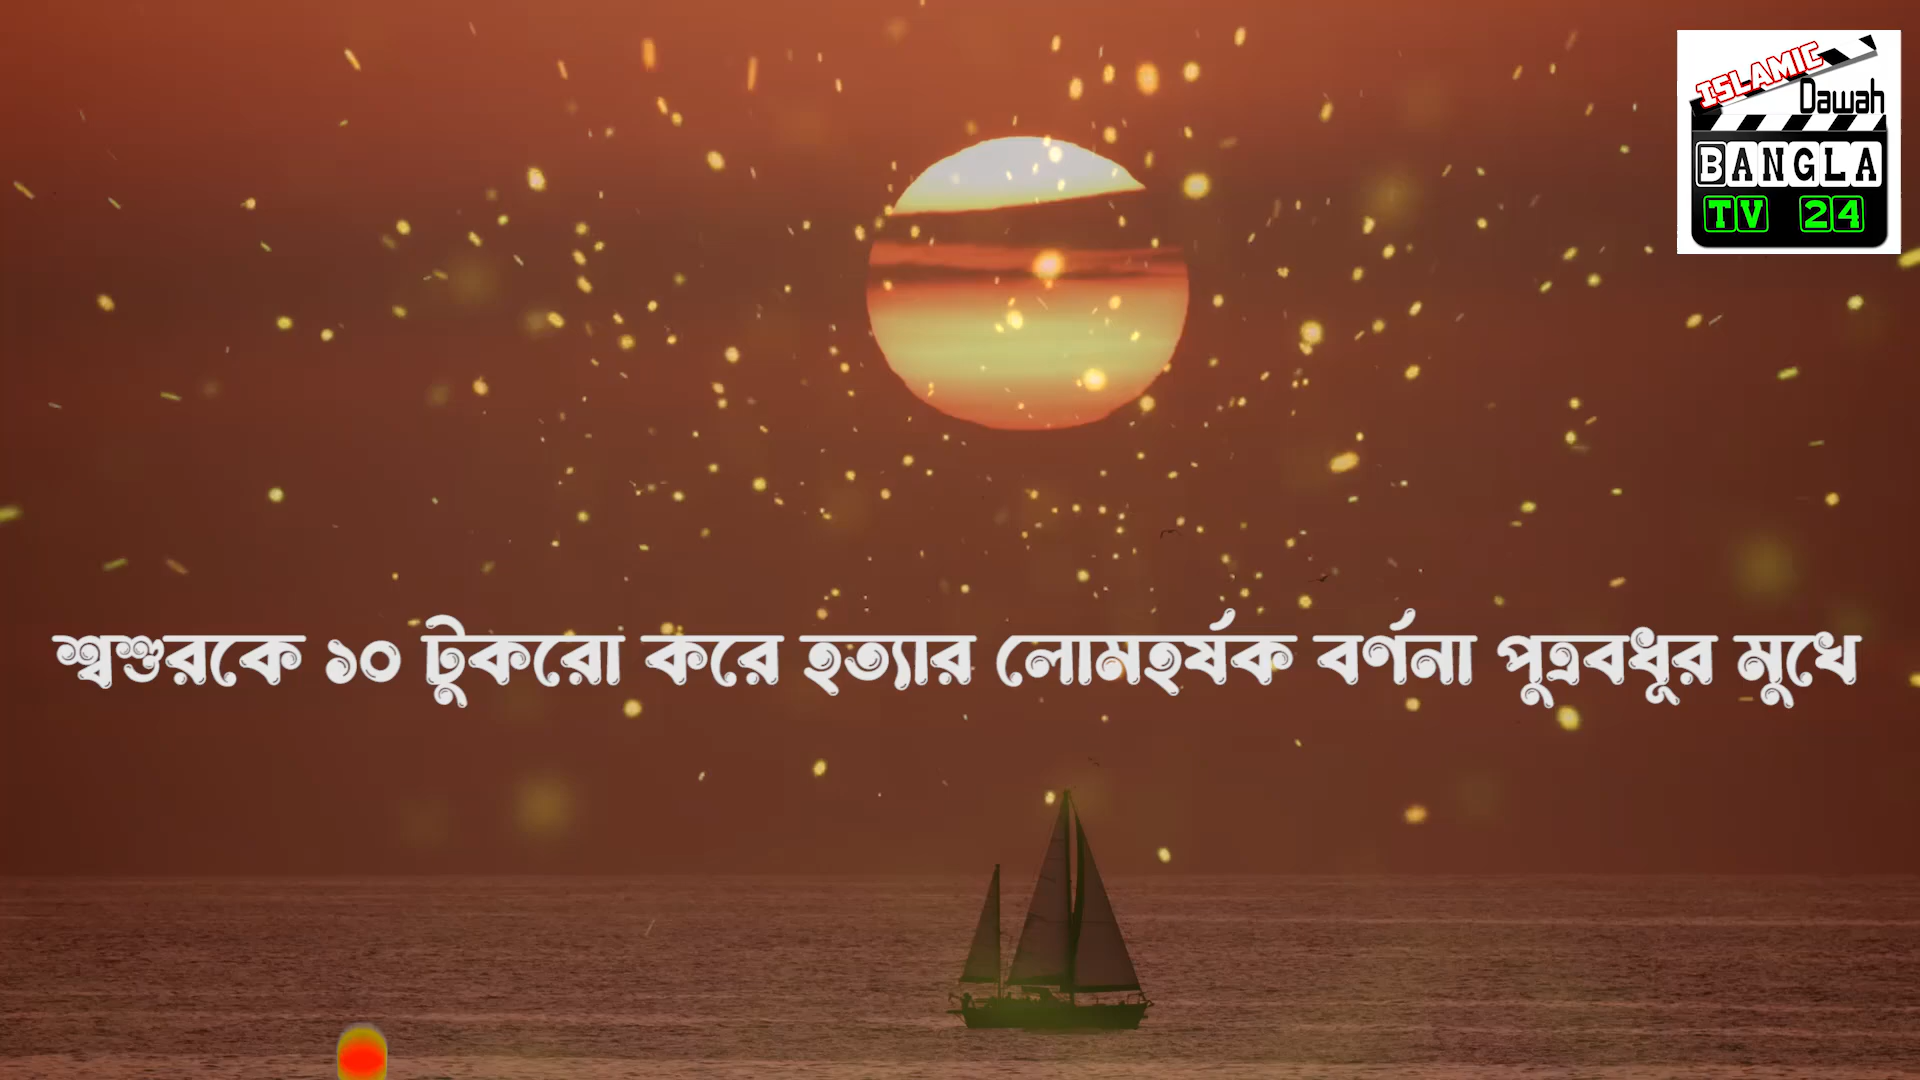 ISLAMIC
Dawah
BANGLA
TV 24
শ্বশুরকে ১০ টুকরো করে হত্যার লোমহর্ষক বর্ণনা পুত্রবধূর মুখে